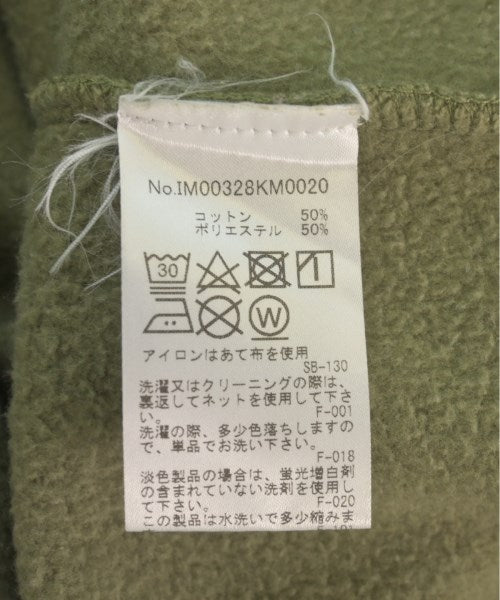 No.IM00328KM0020
コットン 50%
ポリエステル 50%
30
W
アイロンはあて布を使用
SB-130
洗濯又はクリーニングの際は、
裏返してネットを使用して下さ
い。
F-001
洗濯の際、多少色落ちしますの
で、単品でお洗い下さい。
F-018
淡色製品の場合は、蛍光増白剤
の含まれていない洗剤を使用し
て下さい。
F-020
この製品は水洗いで多少縮みま